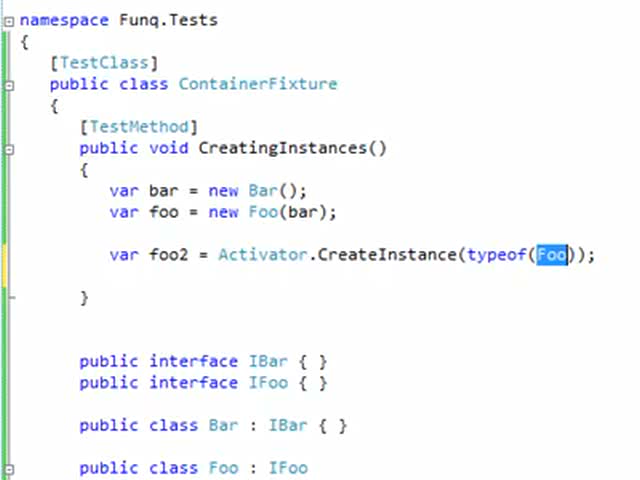 namespace Funq.Tests
{
[TestClass]
public class ContainerFixture
{
[TestMethod]
public void CreatingInstances()
{
var bar = new Bar();
var foo = new Foo(bar);
var foo2 = Activator.CreateInstance(typeof(Foo));
}
public interface IBar { }
public interface IFoo { }
public class Bar : IBar { }
public class Foo : IFoo